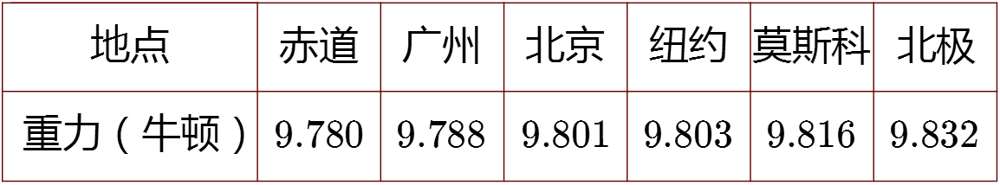 地点 赤道 广州 北京 纽约 莫斯科 北极
重力（牛顿） 9.780 9.788 9.801 9.803 9.816 9.832